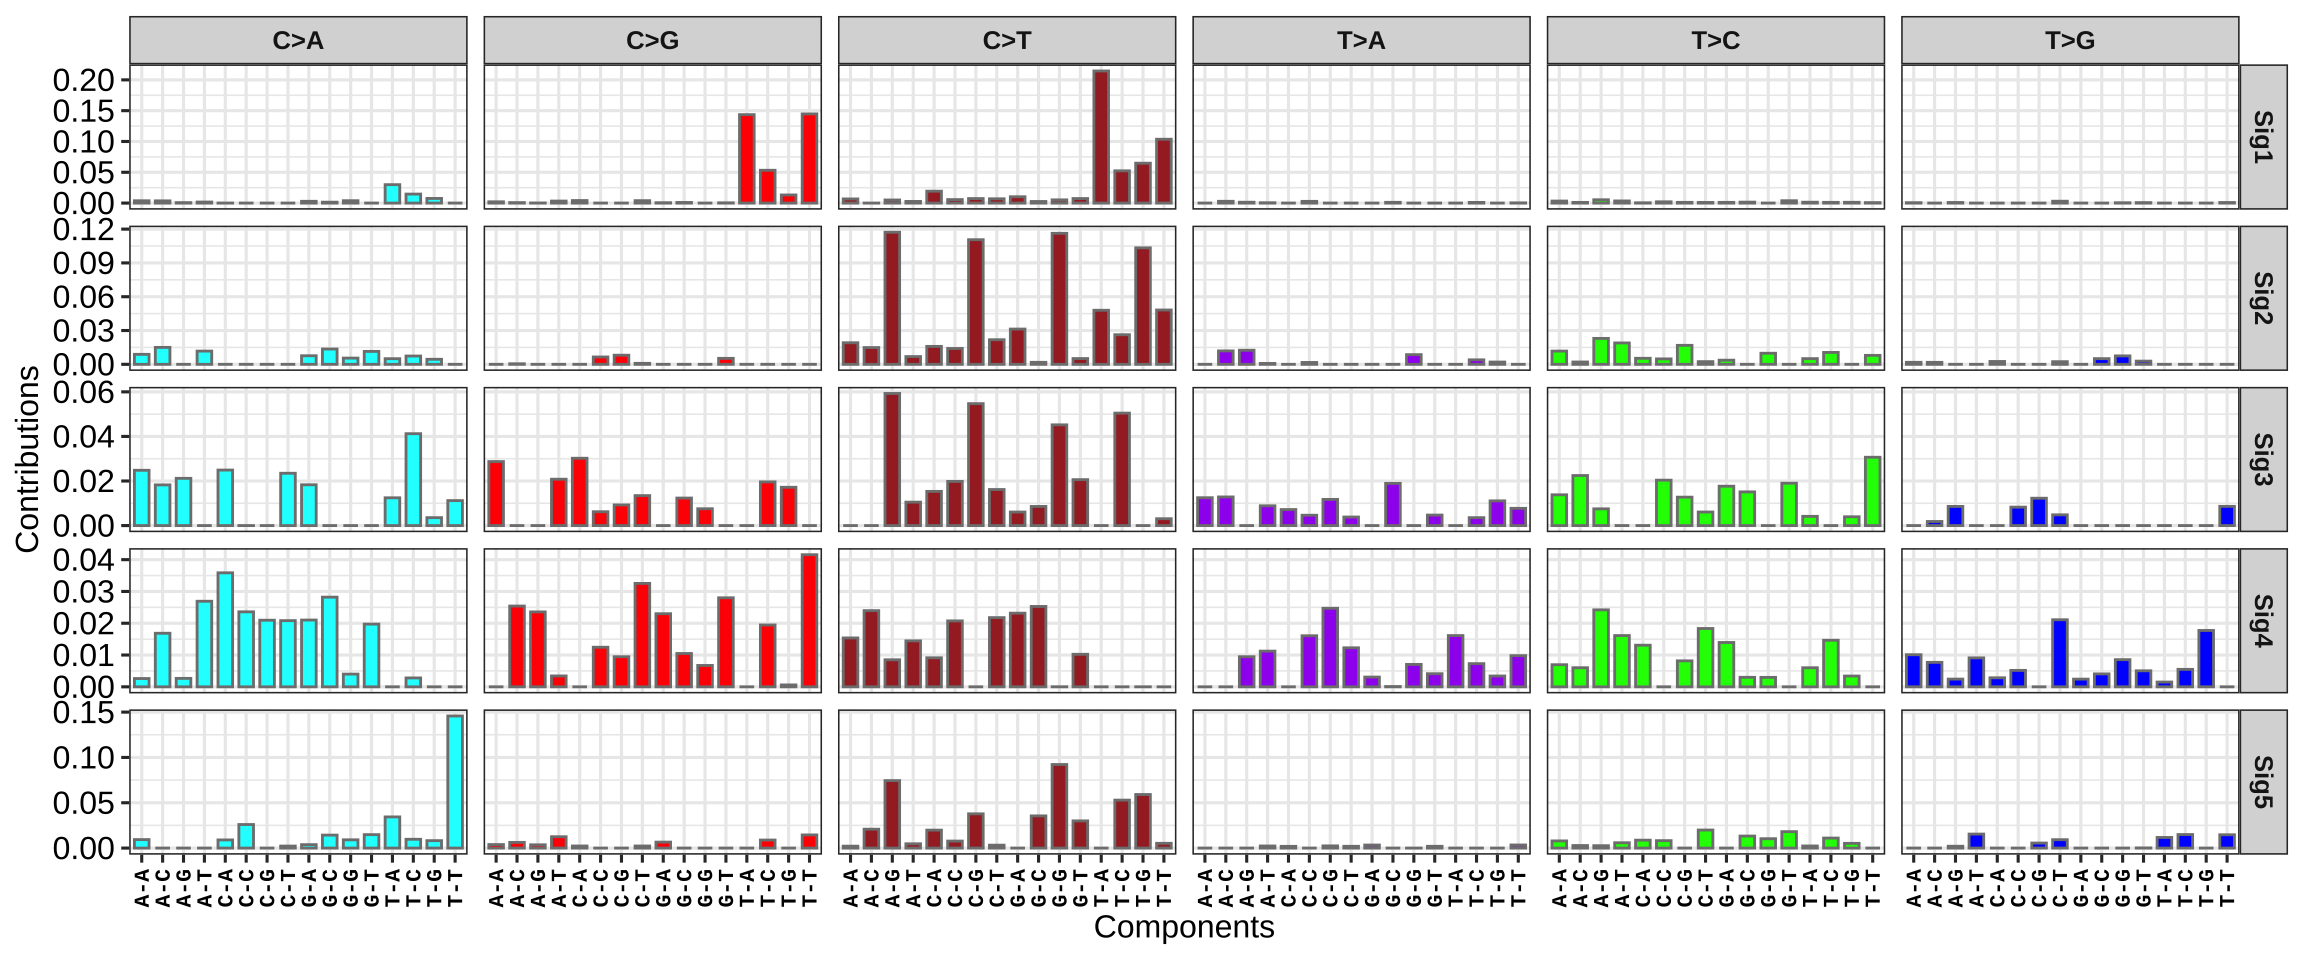 C>A C>G C>T T>A T>C T>G
Contributions
0.20
0.15
0.10
0.05
0.00
Sig1
0.12
0.09
0.06
0.03
0.00
Sig2
0.06
0.04
0.02
0.00
Sig3
0.04
0.03
0.02
0.01
0.00
Sig4
0.15
0.10
0.05
0.00
Sig5
A-A A-C A-G A-T C-A C-C C-G C-T G-A G-C G-G G-T T-A T-C T-G T-T
A-A A-C A-G A-T C-A C-C C-G C-T G-A G-C G-G G-T T-A T-C T-G T-T
A-A A-C A-G A-T C-A C-C C-G C-T G-A G-C G-G G-T T-A T-C T-G T-T
A-A A-C A-G A-T C-A C-C C-G C-T G-A G-C G-G G-T T-A T-C T-G T-T
A-A A-C A-G A-T C-A C-C C-G C-T G-A G-C G-G G-T T-A T-C T-G T-T
A-A A-C A-G A-T C-A C-C C-G C-T G-A G-C G-G G-T T-A T-C T-G T-T
Components